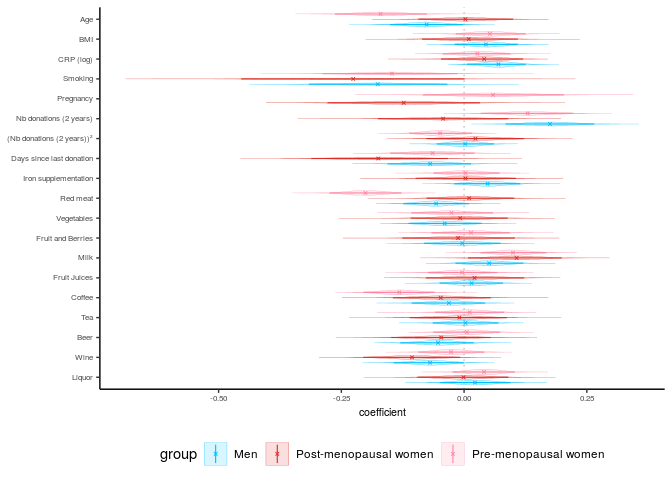 Age
BMI
CRP (log)
Smoking
Pregnancy
Nb donations (2 years)
(Nb donations (2 years))²
Days since last donation
Iron supplementation
Red meat
Vegetables
Fruit and Berries
Milk
Fruit Juices
Coffee
Tea
Beer
Wine
Liquor
-0.50 -0.25 0.00 0.25
coefficient
group Men Post-menopausal women Pre-menopausal women